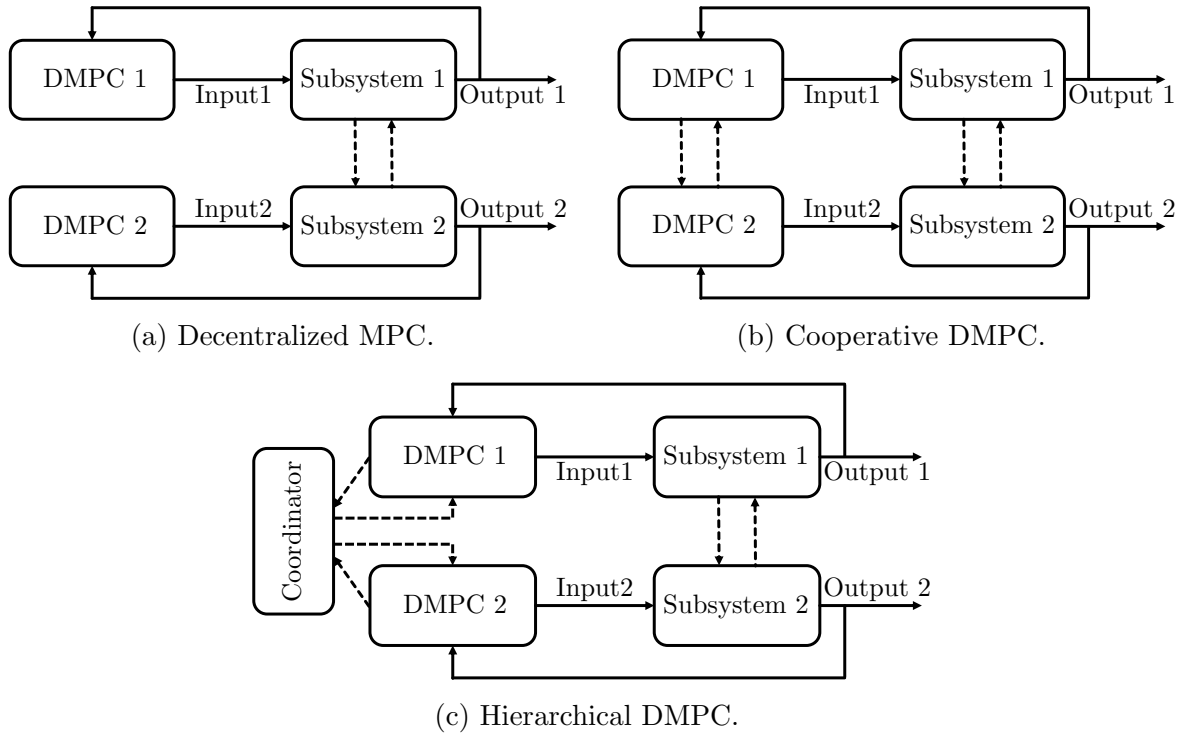 DMPC 1
Input1
Subsystem 1
Output 1
DMPC 2
Input2
Subsystem 2
Output 2
(a) Decentralized MPC.
DMPC 1
Input1
Subsystem 1
Output 1
DMPC 2
Input2
Subsystem 2
Output 2
(b) Cooperative DMPC.
Coordinator
DMPC 1
Input1
Subsystem 1
Output 1
DMPC 2
Input2
Subsystem 2
Output 2
(c) Hierarchical DMPC.